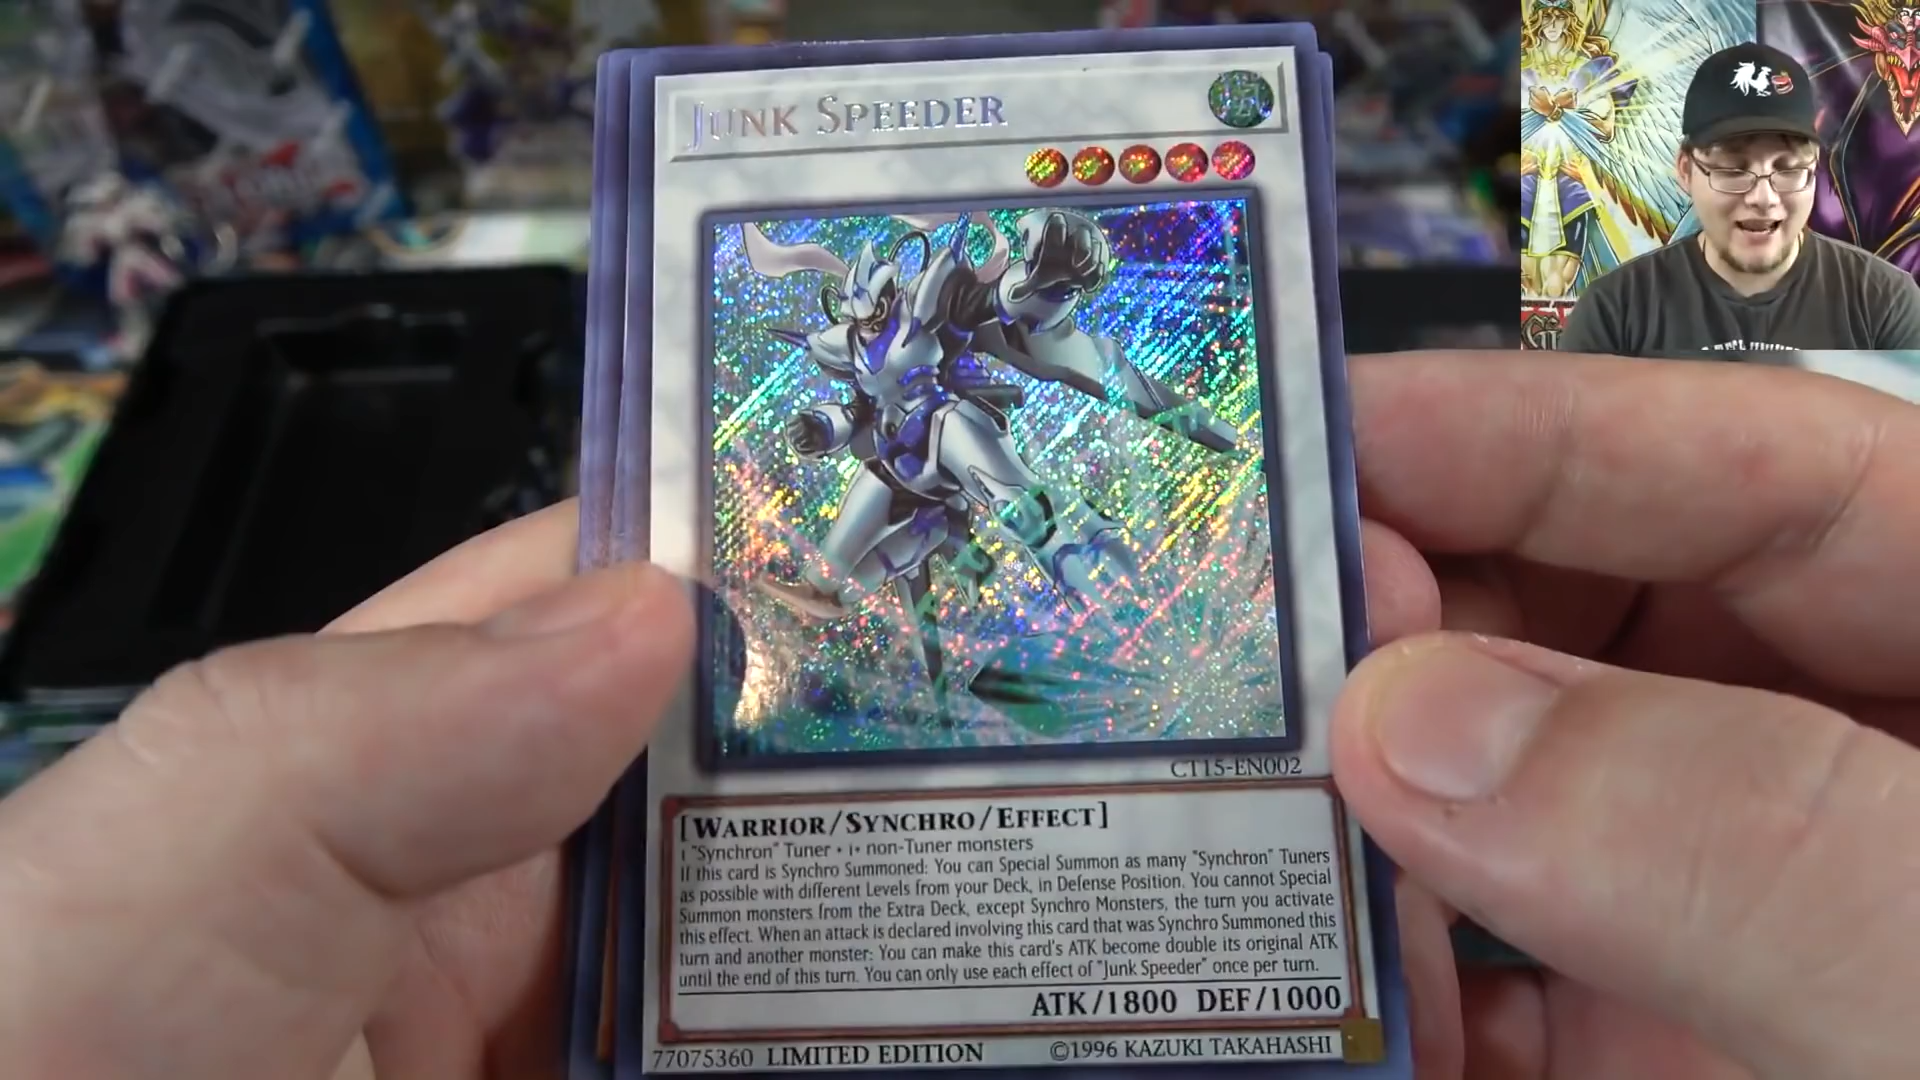 JUNK SPEEDER
CT15-EN002
[WARRIOR/SYNCHRO/EFFECT]
1 "Synchron" Tuner + 1+ non-Tuner monsters
If this card is Synchro Summoned: You can Special Summon as many "Synchron" Tuners
as possible with different Levels from your Deck, in Defense Position. You cannot Special
Summon monsters from the Extra Deck, except Synchro Monsters, the turn you activate
this effect. When an attack is declared involving this card that was Synchro Summoned this
turn and another monster: You can make this card's ATK become double its original ATK
until the end of this turn. You can only use each effect of "Junk Speeder" once per turn.
ATK/1800 DEF/1000
77075360 LIMITED EDITION ©1996 KAZUKI TAKAHASHI